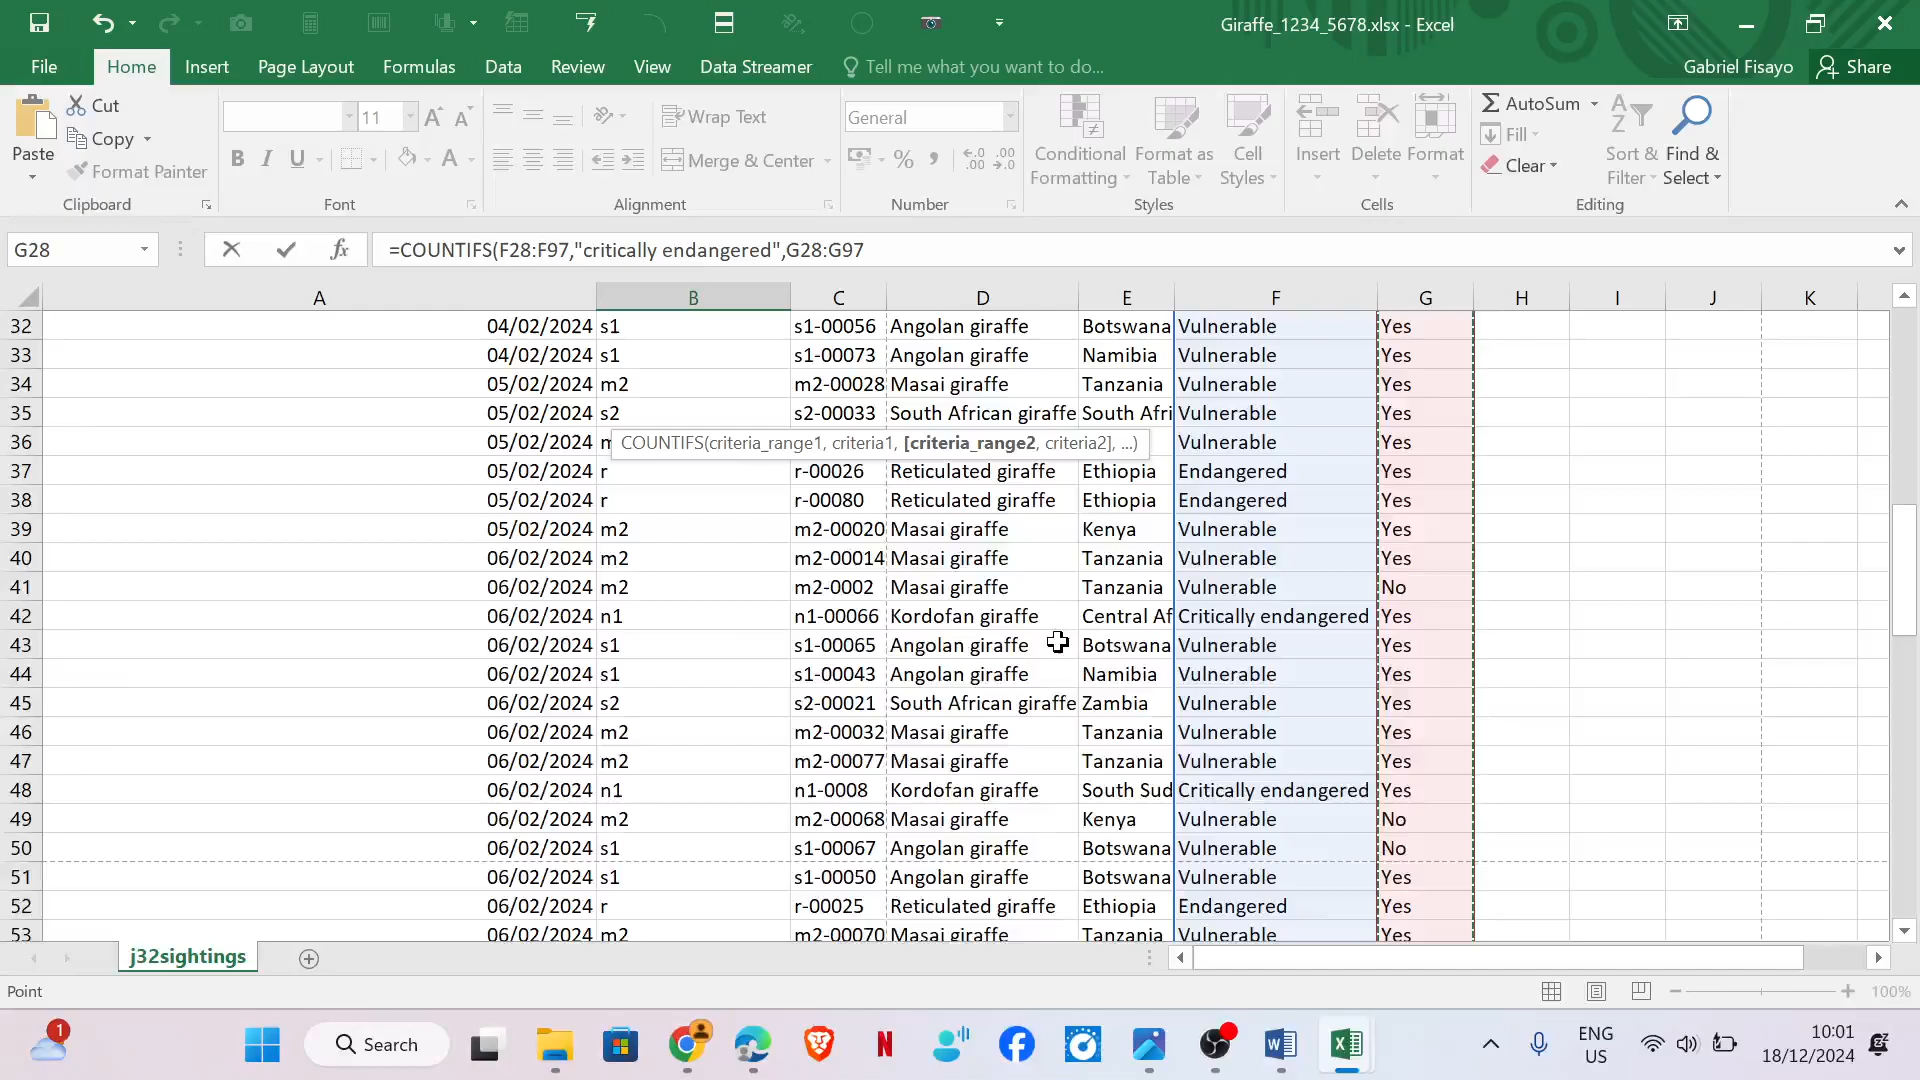 Giraffe_1234_5678.xlsx - Excel
File Home Insert Page Layout Formulas Data Review View Data Streamer Tell me what you want to do... Gabriel Fisayo Share
Paste Cut Copy Format Painter
Clipboard
11
Font
Wrap Text
Merge & Center
Alignment
General
Number
Conditional Formatting
Format as Table
Cell Styles
Styles
Insert Delete Format
Cells
AutoSum
Fill
Clear
Sort & Filter
Find & Select
Editing
G28 =COUNTIFS(F28:F97,"critically endangered",G28:G97
A B C D E F G H I J K
32 04/02/2024 s1 s1-00056 Angolan giraffe Botswana Vulnerable Yes
33 04/02/2024 s1 s1-00073 Angolan giraffe Namibia Vulnerable Yes
34 05/02/2024 m2 m2-00028 Masai giraffe Tanzania Vulnerable Yes
35 05/02/2024 s2 s2-00033 South African giraffe South Afri Vulnerable Yes
36 05/02/2024 COUNTIFS(criteria_range1, criteria1, [criteria_range2, criteria2], ...) Vulnerable Yes
37 05/02/2024 r r-00026 Reticulated giraffe Ethiopia Endangered Yes
38 05/02/2024 r r-00080 Reticulated giraffe Ethiopia Endangered Yes
39 05/02/2024 m2 m2-00020 Masai giraffe Kenya Vulnerable Yes
40 06/02/2024 m2 m2-00014 Masai giraffe Tanzania Vulnerable Yes
41 06/02/2024 m2 m2-0002 Masai giraffe Tanzania Vulnerable No
42 06/02/2024 n1 n1-00066 Kordofan giraffe Central Af Critically endangered Yes
43 06/02/2024 s1 s1-00065 Angolan giraffe Botswana Vulnerable Yes
44 06/02/2024 s1 s1-00043 Angolan giraffe Namibia Vulnerable Yes
45 06/02/2024 s2 s2-00021 South African giraffe Zambia Vulnerable Yes
46 06/02/2024 m2 m2-00032 Masai giraffe Tanzania Vulnerable Yes
47 06/02/2024 m2 m2-00077 Masai giraffe Tanzania Vulnerable Yes
48 06/02/2024 n1 n1-0008 Kordofan giraffe South Sud Critically endangered Yes
49 06/02/2024 m2 m2-00068 Masai giraffe Kenya Vulnerable No
50 06/02/2024 s1 s1-00067 Angolan giraffe Botswana Vulnerable No
51 06/02/2024 s1 s1-00050 Angolan giraffe Botswana Vulnerable Yes
52 06/02/2024 r r-00025 Reticulated giraffe Ethiopia Endangered Yes
53 06/02/2024 m2 m2-00070 Masai giraffe Tanzania Vulnerable Yes
j32sightings
Point 100%
1 Search ENG US 10:01 18/12/2024